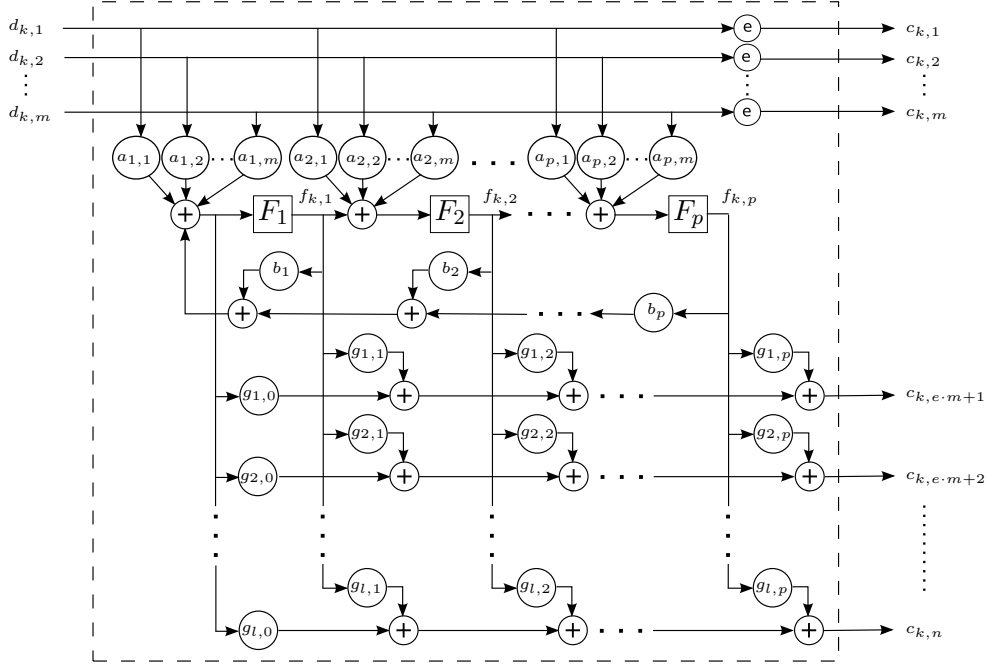 d_{k,1} e c_{k,1}
d_{k,2} e c_{k,2}
d_{k,m} e c_{k,m}
a_{1,1} a_{1,2} ... a_{1,m} a_{2,1} a_{2,2} ... a_{2,m} ... a_{p,1} a_{p,2} ... a_{p,m}
f_{k,1} f_{k,2} f_{k,p}
+ F_1 + F_2 ... + F_p
b_1 b_2
+ + ... b_p
g_{1,1} g_{1,2} g_{1,p}
g_{1,0} + + ... + c_{k,e·m+1}
g_{2,1} g_{2,2} g_{2,p}
g_{2,0} + + ... + c_{k,e·m+2}
g_{l,1} g_{l,2} g_{l,p}
g_{l,0} + + ... + c_{k,n}